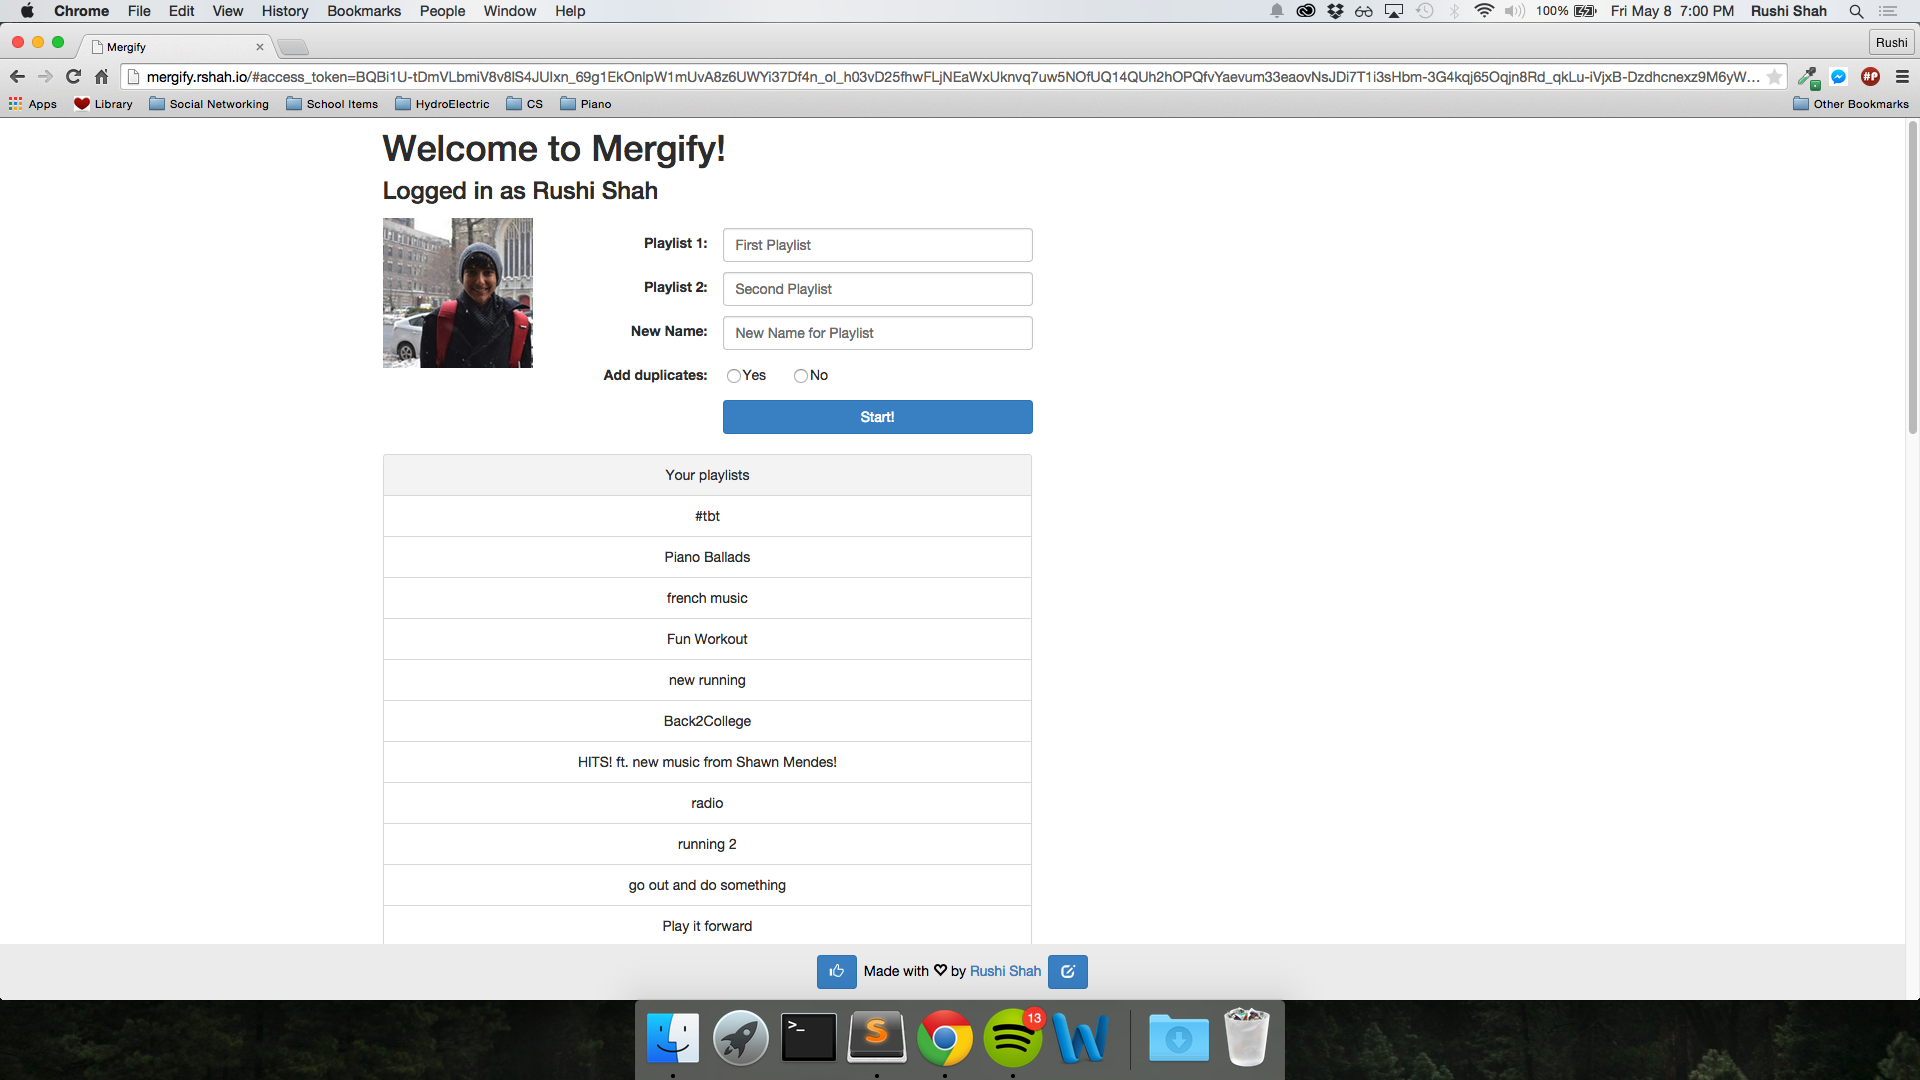 Chrome File Edit View History Bookmarks People Window Help 100% Fri May 8 7:00 PM Rushi Shah
Mergify Rushi
mergify.rshah.io/#access_token=
Apps Library Social Networking School Items HydroElectric CS Piano Other Bookmarks
Welcome to Mergify!
Logged in as Rushi Shah
Playlist 1: First Playlist
Playlist 2: Second Playlist
New Name: New Name for Playlist
Add duplicates: Yes No
Start!
Your playlists
#tbt
Piano Ballads
french music
Fun Workout
new running
Back2College
HITS! ft. new music from Shawn Mendes!
radio
running 2
go out and do something
Play it forward
Made with ♡ by Rushi Shah
13